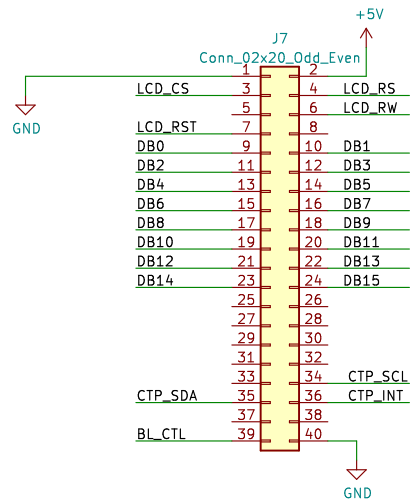 +5V
J7
Conn_02x20_Odd_Even
1 2
LCD_CS 3 4 LCD_RS
5 6 LCD_RW
LCD_RST 7 8
DB0 9 10 DB1
DB2 11 12 DB3
DB4 13 14 DB5
DB6 15 16 DB7
DB8 17 18 DB9
DB10 19 20 DB11
DB12 21 22 DB13
DB14 23 24 DB15
25 26
27 28
29 30
31 32
33 34 CTP_SCL
CTP_SDA 35 36 CTP_INT
37 38
BL_CTL 39 40
GND
GND